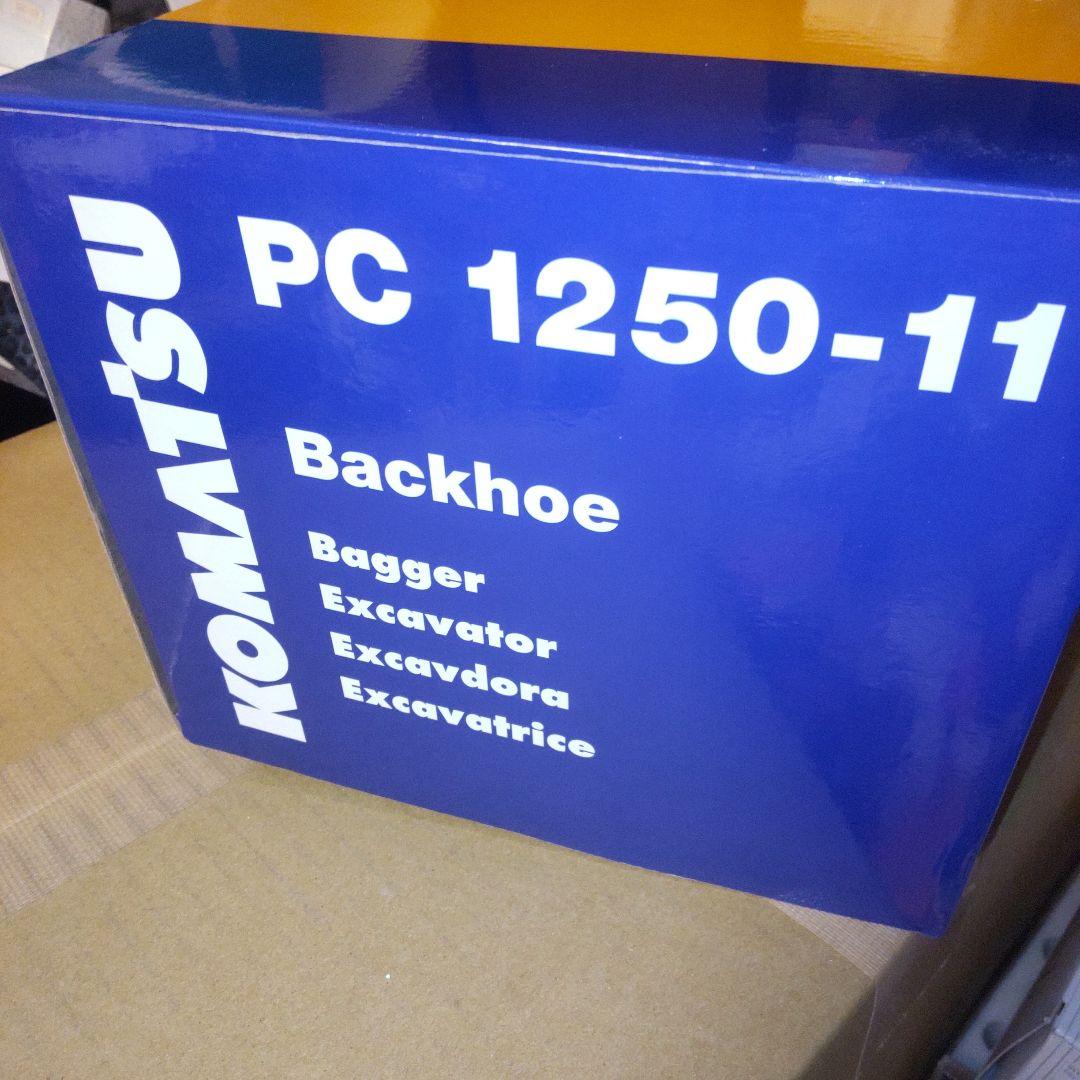 KOMATSU
PC 1250-11
Backhoe
Bagger
Excavator
Excavdora
Excavatrice